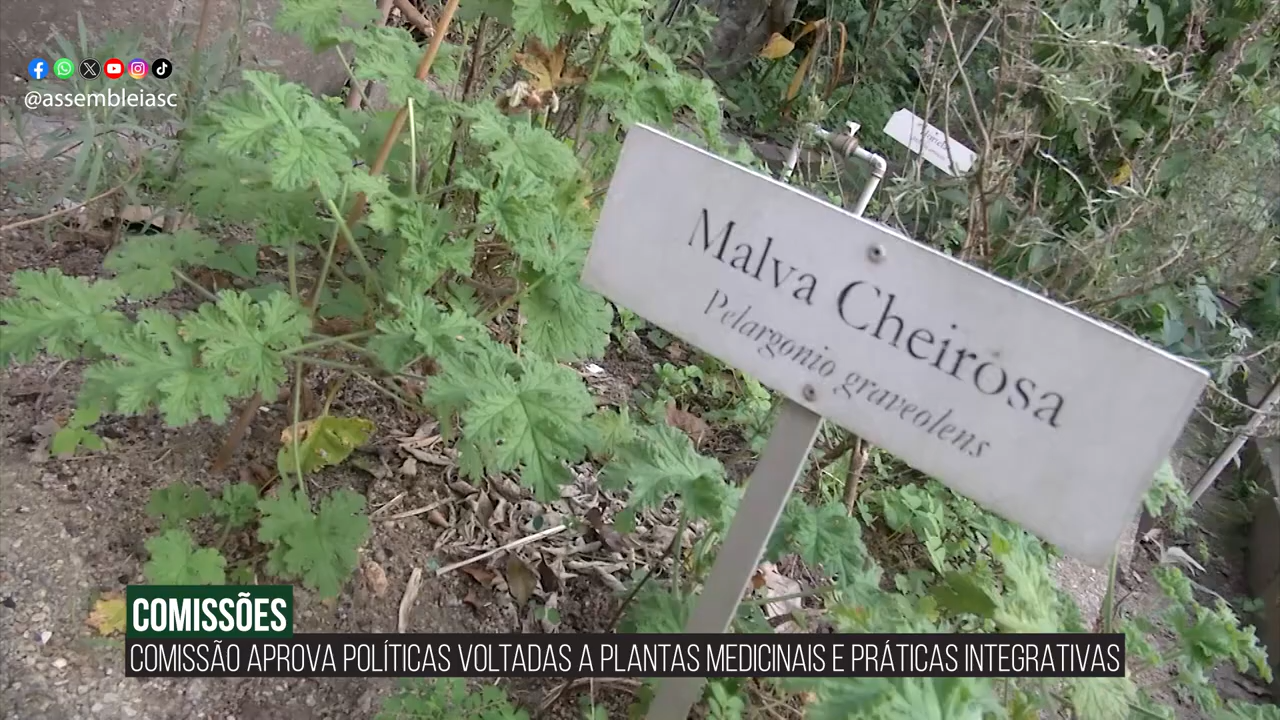 @assembleiasc
Malva Cheirosa
Pelargonio graveolens
COMISSÕES
COMISSÃO APROVA POLÍTICAS VOLTADAS A PLANTAS MEDICINAIS E PRÁTICAS INTEGRATIVAS